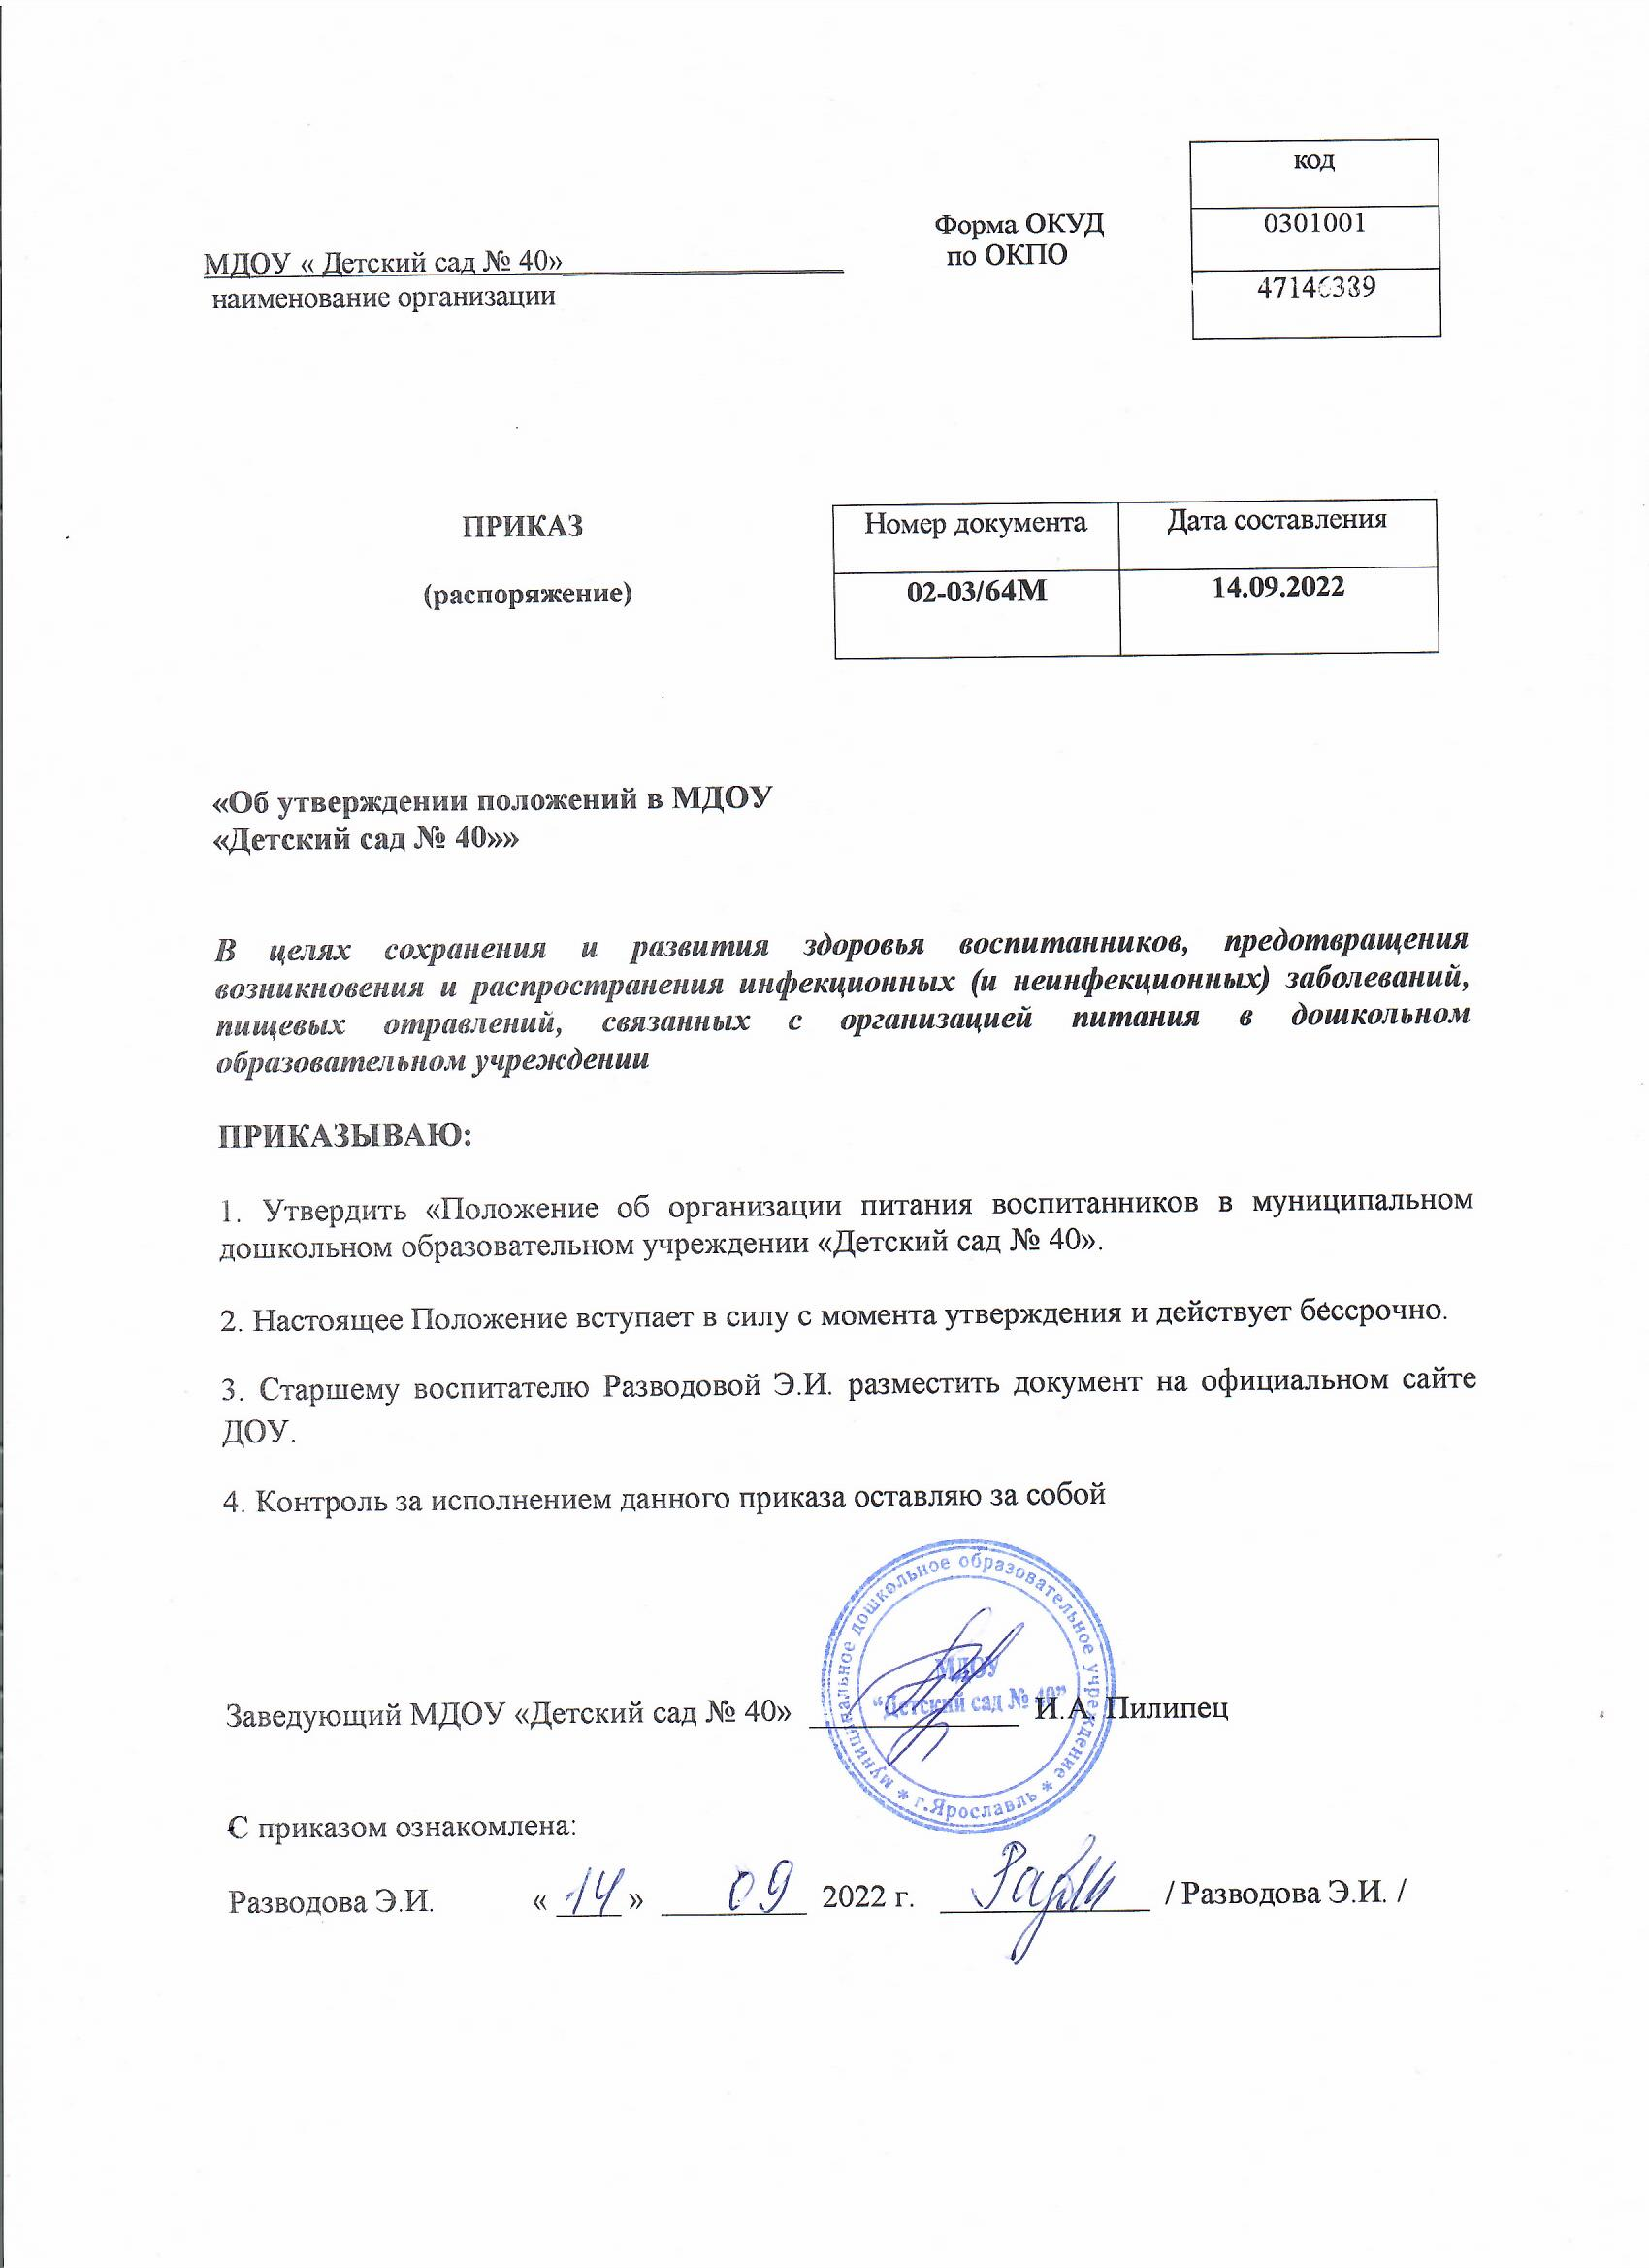 код
Форма ОКУД
0301001
по ОКПО
МДОУ « Детский сад № 40»
наименование организации
ПРИКАЗ
(распоряжение)
Номер документа
Дата составления
02-03/64М
14.09.2022
«Об утверждении положений в МДОУ
«Детский сад № 40»»
В целях сохранения и развития здоровья воспитанников, предотвращения
возникновения и распространения инфекционных (и неинфекционных) заболеваний,
пищевых отравлений, связанных с организацией питания в дошкольном
образовательном учреждении
ПРИКАЗЫВАЮ:
1. Утвердить «Положение об организации питания воспитанников в муниципальном
дошкольном образовательном учреждении «Детский сад № 40».
2. Настоящее Положение вступает в силу с момента утверждения и действует бессрочно.
3. Старшему воспитателю Разводовой Э.И. разместить документ на официальном сайте
ДОУ.
4. Контроль за исполнением данного приказа оставляю за собой
муниципальное дошкольное образовательное учреждение * г.Ярославль *
МДОУ
“Детский сад № 40”
Заведующий МДОУ «Детский сад № 40» И.А. Пилипец
С приказом ознакомлена:
Разводова Э.И. « 14 » 09 2022 г. / Разводова Э.И. /